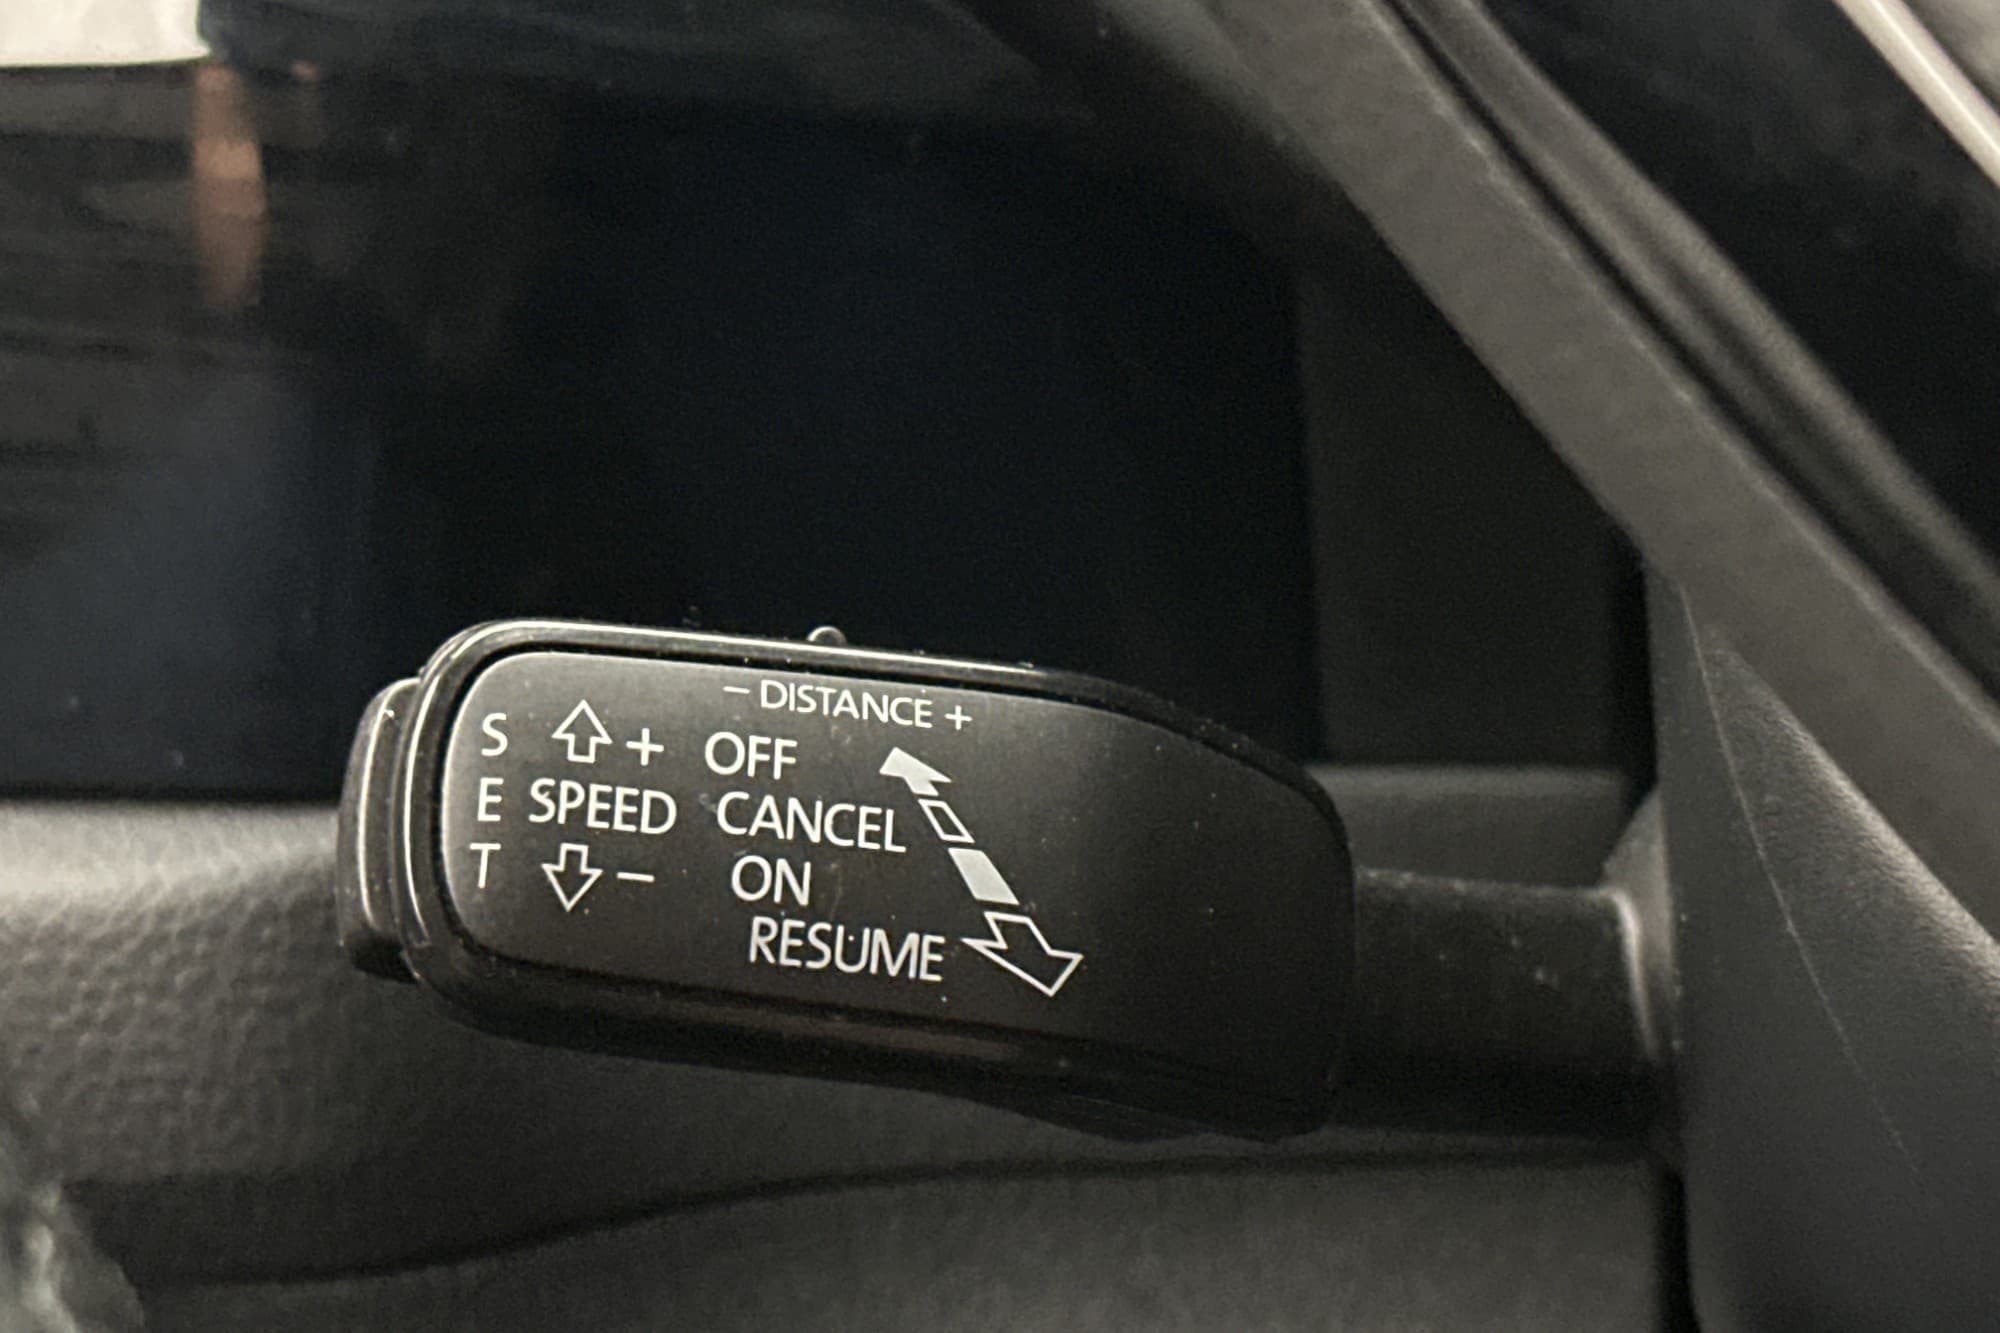 - DISTANCE +
S + OFF
E SPEED CANCEL
T - ON
RESUME